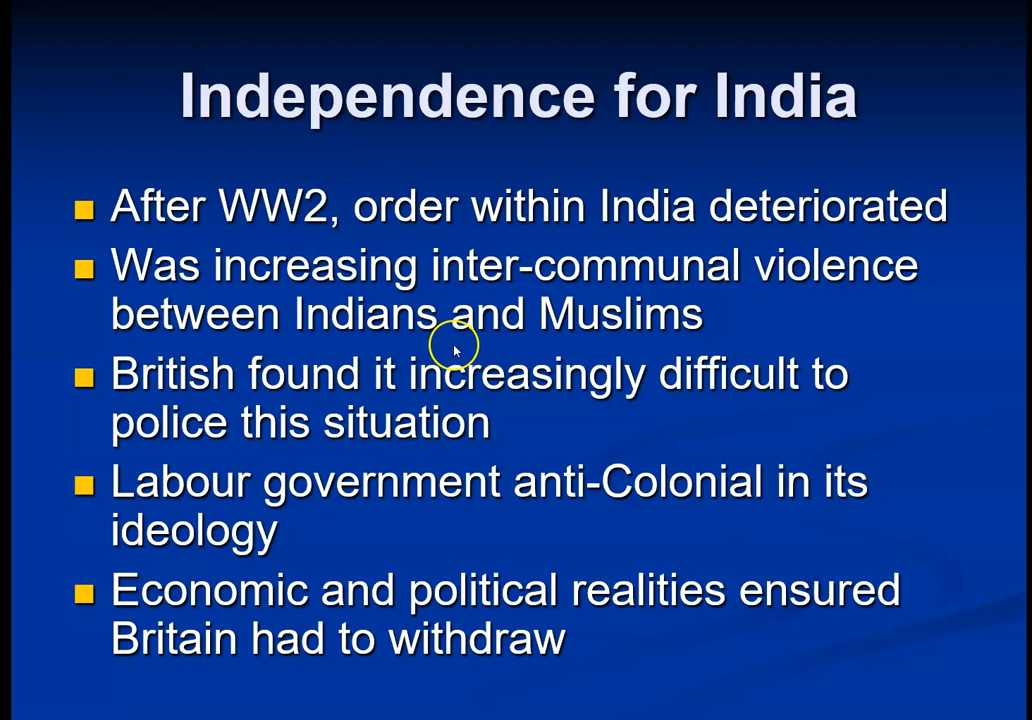 Independence for India
After WW2, order within India deteriorated
Was increasing inter-communal violence
between Indians and Muslims
British found it increasingly difficult to
police this situation
Labour government anti-Colonial in its
ideology
Economic and political realities ensured
Britain had to withdraw